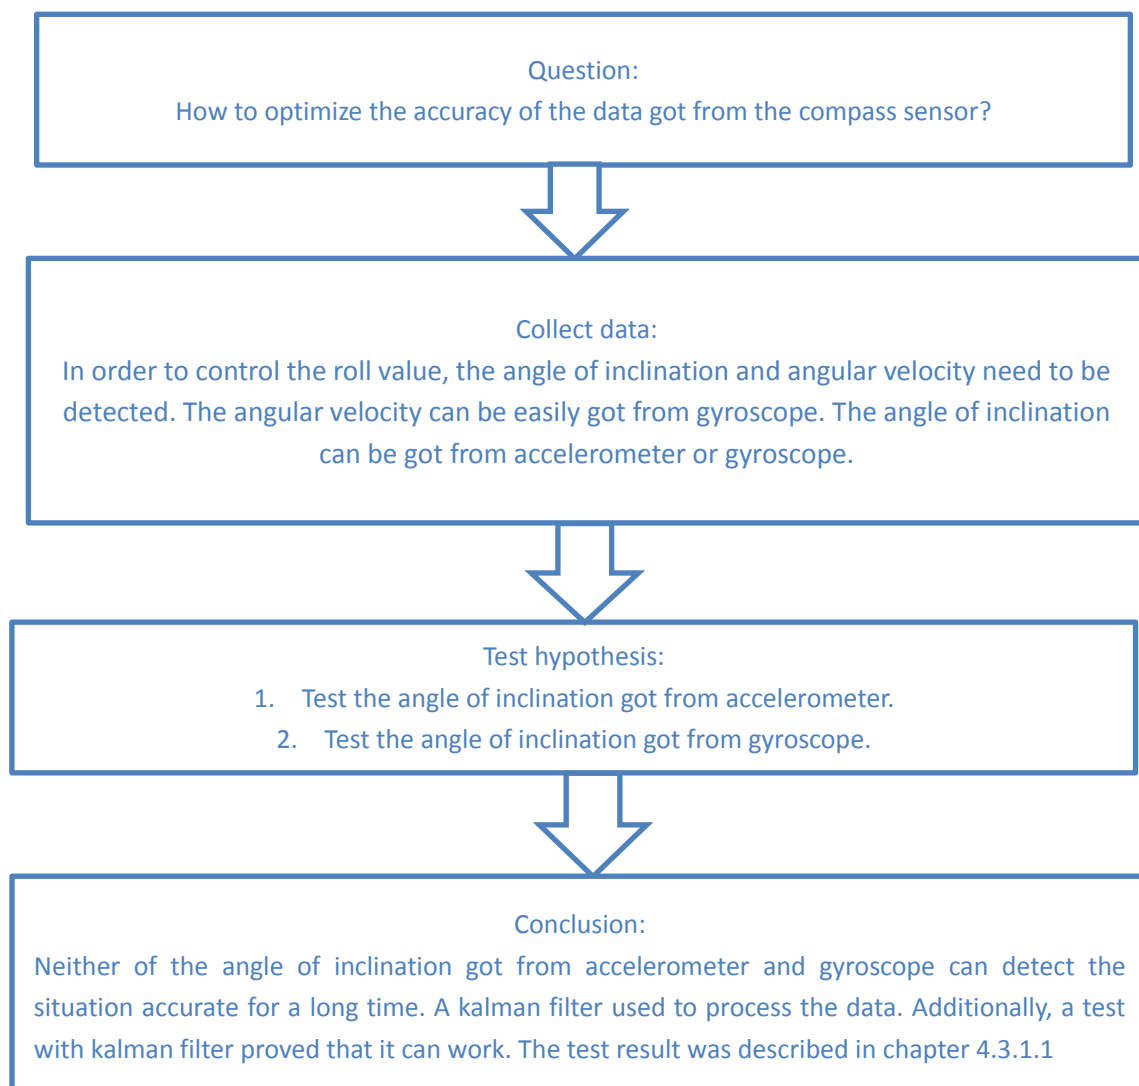 Question:
How to optimize the accuracy of the data got from the compass sensor?
Collect data:
In order to control the roll value, the angle of inclination and angular velocity need to be
detected. The angular velocity can be easily got from gyroscope. The angle of inclination
can be got from accelerometer or gyroscope.
Test hypothesis:
1. Test the angle of inclination got from accelerometer.
2. Test the angle of inclination got from gyroscope.
Conclusion:
Neither of the angle of inclination got from accelerometer and gyroscope can detect the
situation accurate for a long time. A kalman filter used to process the data. Additionally, a test
with kalman filter proved that it can work. The test result was described in chapter 4.3.1.1